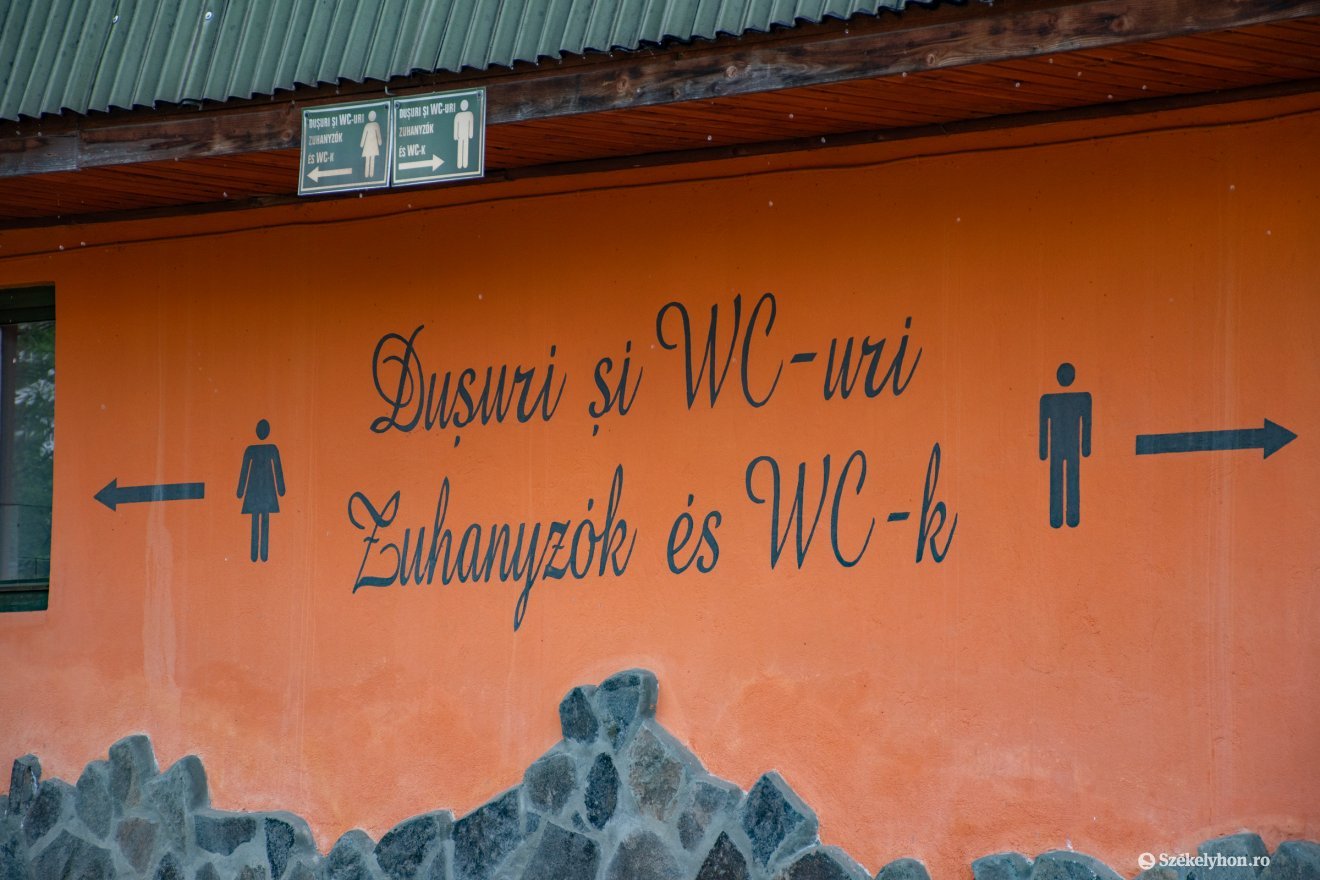 DUȘURI ȘI WC-URI
ZUHANYZÓK
ÉS WC-K
DUȘURI ȘI WC-URI
ZUHANYZÓK
ÉS WC-K
Dușuri și WC-uri
Zuhanyzók és WC-k
Székelyhon.ro